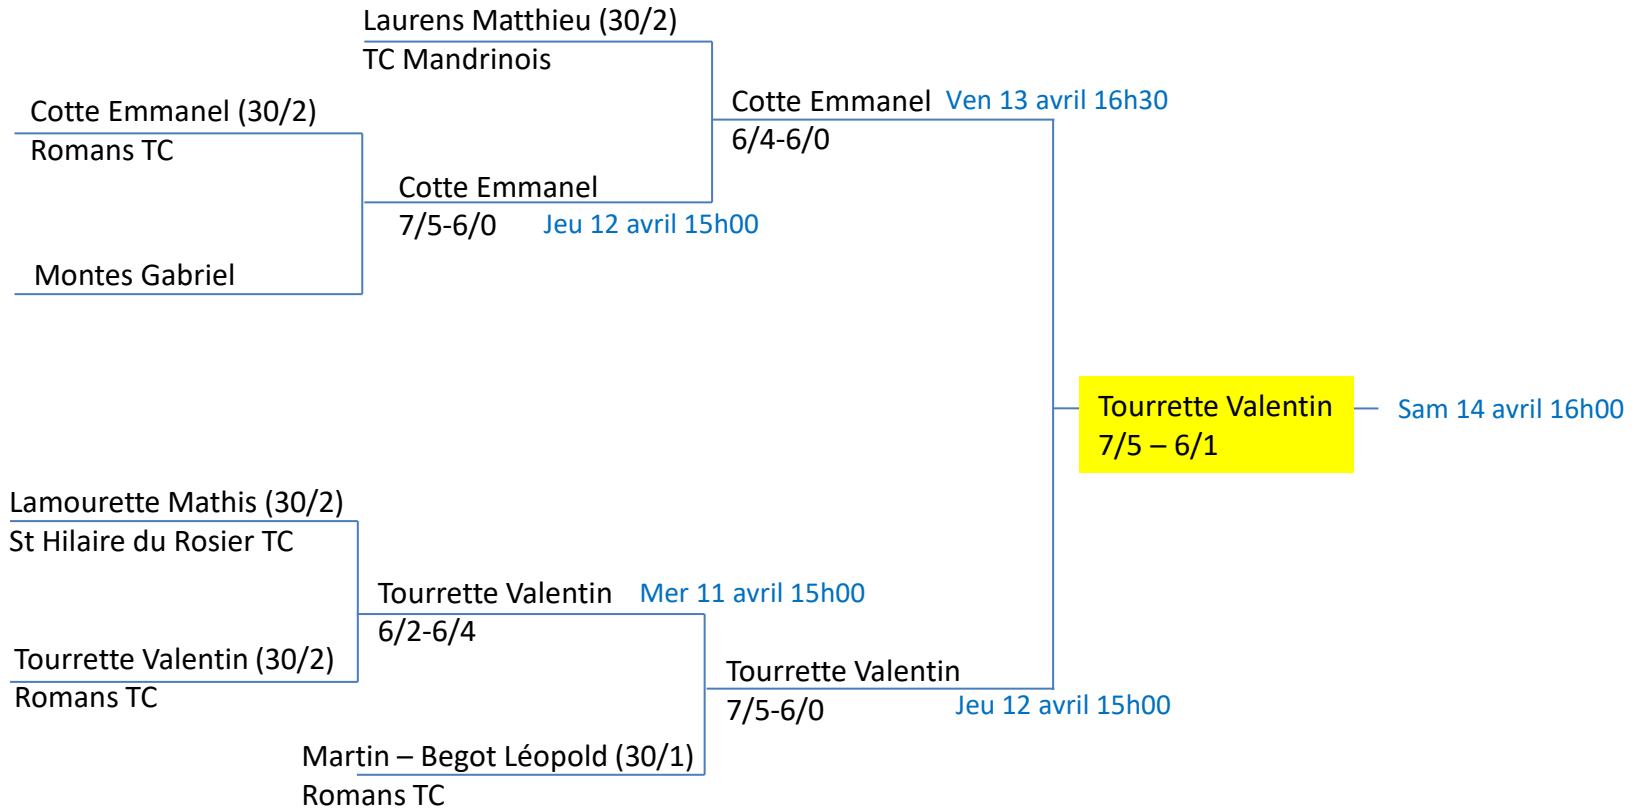 Laurens Matthieu (30/2)
TC Mandrinois
Cotte Emmanel Ven 13 avril 16h30
6/4-6/0
Cotte Emmanel (30/2)
Romans TC
Cotte Emmanel
7/5-6/0 Jeu 12 avril 15h00
Montes Gabriel
Tourrette Valentin
7/5 – 6/1
Sam 14 avril 16h00
Lamourette Mathis (30/2)
St Hilaire du Rosier TC
Tourrette Valentin Mer 11 avril 15h00
6/2-6/4
Tourrette Valentin (30/2)
Romans TC
Tourrette Valentin
7/5-6/0 Jeu 12 avril 15h00
Martin – Begot Léopold (30/1)
Romans TC